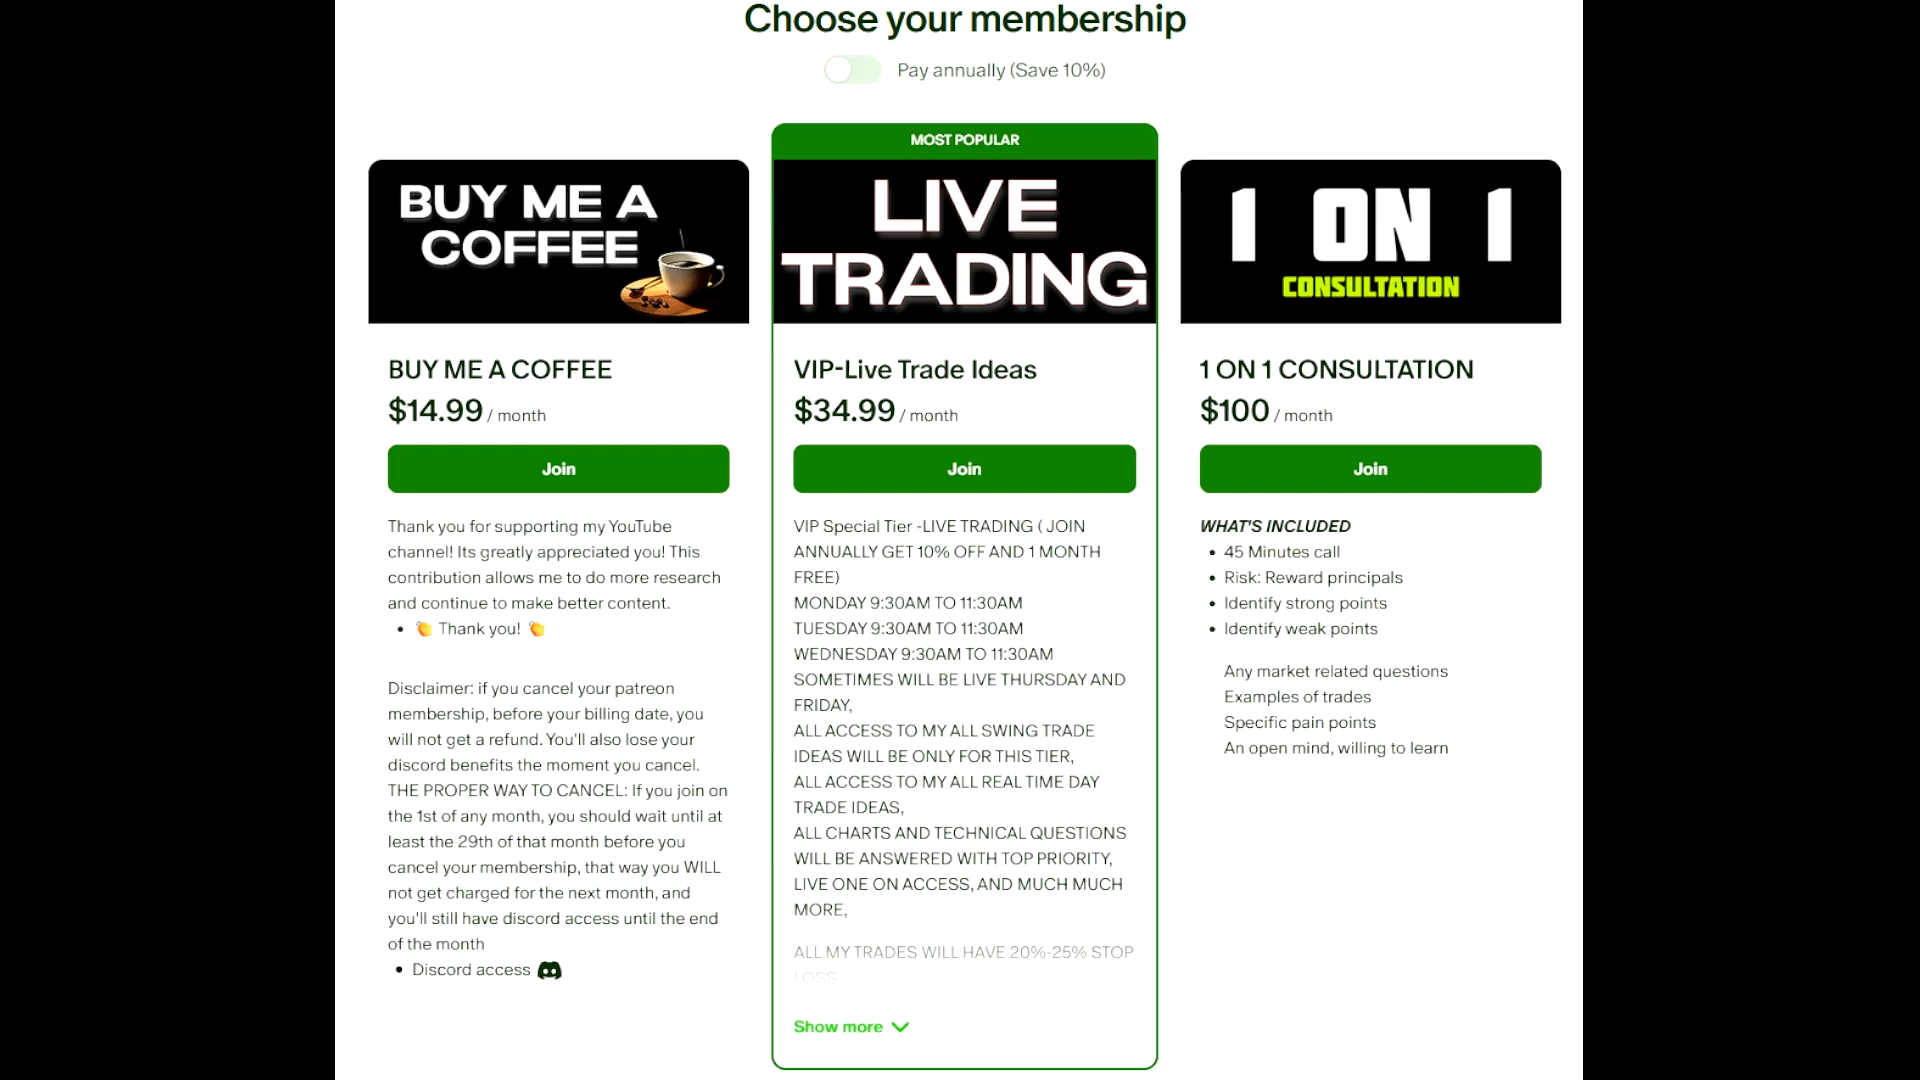 Choose your membership
Pay annually (Save 10%)
BUY ME A
COFFEE
BUY ME A COFFEE
$14.99 / month
Join
Thank you for supporting my YouTube
channel! Its greatly appreciated you! This
contribution allows me to do more research
and continue to make better content.
• 👏 Thank you! 👏
Disclaimer: if you cancel your patreon
membership, before your billing date, you
will not get a refund. You'll also lose your
discord benefits the moment you cancel.
THE PROPER WAY TO CANCEL: If you join on
the 1st of any month, you should wait until at
least the 29th of that month before you
cancel your membership, that way you WILL
not get charged for the next month, and
you'll still have discord access until the end
of the month
• Discord access
MOST POPULAR
LIVE
TRADING
VIP-Live Trade Ideas
$34.99 / month
Join
VIP Special Tier -LIVE TRADING ( JOIN
ANNUALLY GET 10% OFF AND 1 MONTH
FREE)
MONDAY 9:30AM TO 11:30AM
TUESDAY 9:30AM TO 11:30AM
WEDNESDAY 9:30AM TO 11:30AM
SOMETIMES WILL BE LIVE THURSDAY AND
FRIDAY,
ALL ACCESS TO MY ALL SWING TRADE
IDEAS WILL BE ONLY FOR THIS TIER,
ALL ACCESS TO MY ALL REAL TIME DAY
TRADE IDEAS,
ALL CHARTS AND TECHNICAL QUESTIONS
WILL BE ANSWERED WITH TOP PRIORITY,
LIVE ONE ON ACCESS, AND MUCH MUCH
MORE,
ALL MY TRADES WILL HAVE 20%-25% STOP
LOSS
Show more
1 ON 1
CONSULTATION
1 ON 1 CONSULTATION
$100 / month
Join
WHAT'S INCLUDED
• 45 Minutes call
• Risk: Reward principals
• Identify strong points
• Identify weak points
Any market related questions
Examples of trades
Specific pain points
An open mind, willing to learn